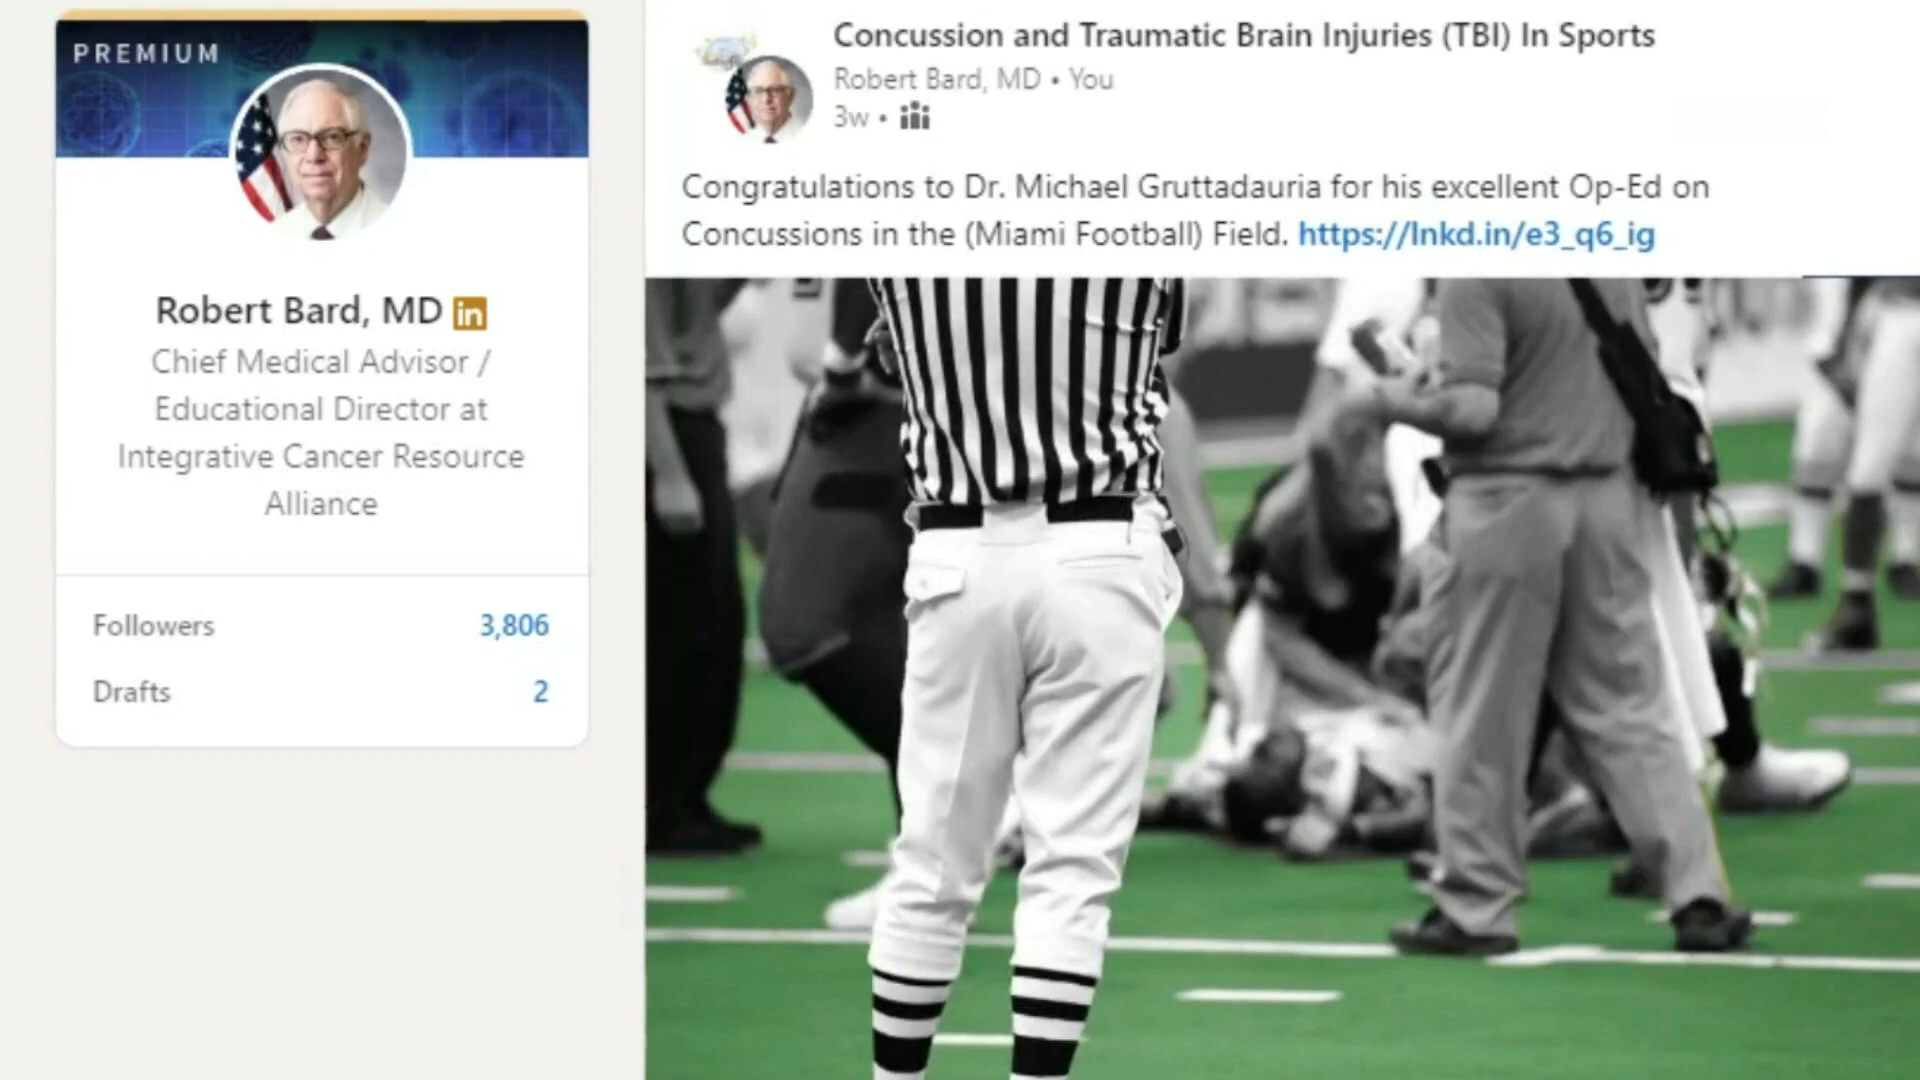 PREMIUM
Robert Bard, MD in
Chief Medical Advisor /
Educational Director at
Integrative Cancer Resource
Alliance
Followers 3,806
Drafts 2
Concussion and Traumatic Brain Injuries (TBI) In Sports
Robert Bard, MD • You
3w •
Congratulations to Dr. Michael Gruttadauria for his excellent Op-Ed on
Concussions in the (Miami Football) Field. https://lnkd.in/e3_q6_ig